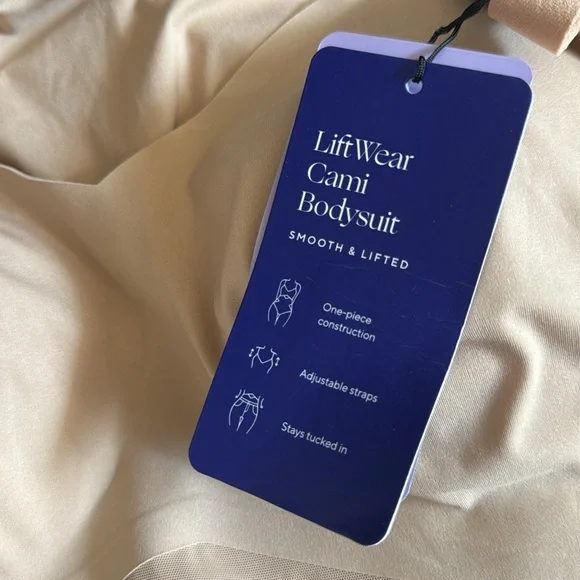 LiftWear
Cami
Bodysuit
SMOOTH & LIFTED
One-piece
construction
Adjustable straps
Stays tucked in